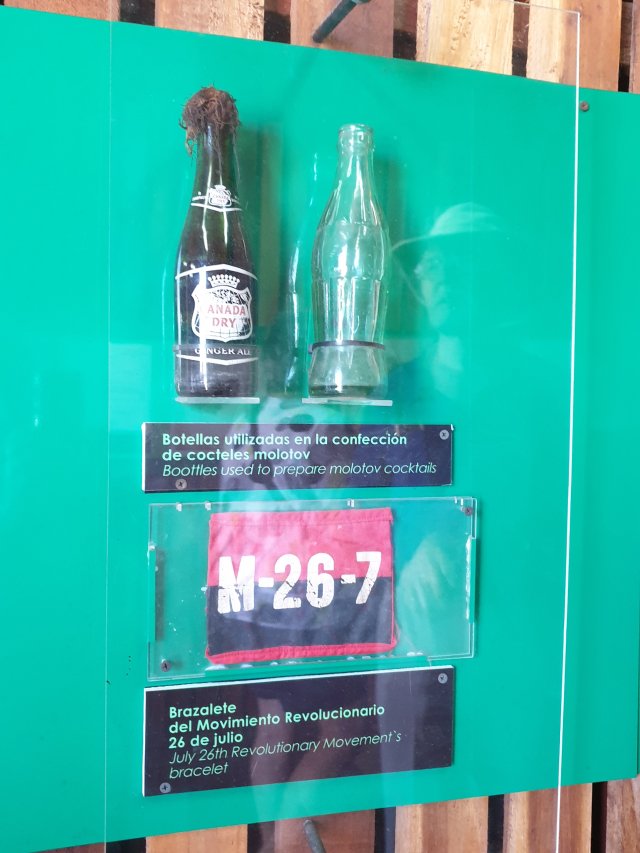 CANADA
DRY
GINGER ALE
Botellas utilizadas en la confección
de cocteles molotov
Boottles used to prepare molotov cocktails
M-26-7
Brazalete
del Movimiento Revolucionario
26 de julio
July 26th Revolutionary Movement`s
bracelet